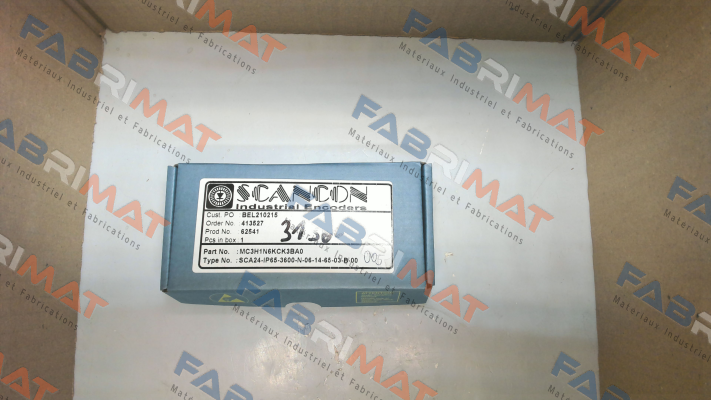 SCANCON
Industrial Encoders
Cust. PO BEL210215
Order No 413527
Prod No. 62541
Pcs in box : 1
Part No. : MC3H1N6KCK3BA0
Type No. : SCA24-IP65-3600-N-06-14-65-03-B-00
FABRIMAT
Materiaux Industriel et Fabrications